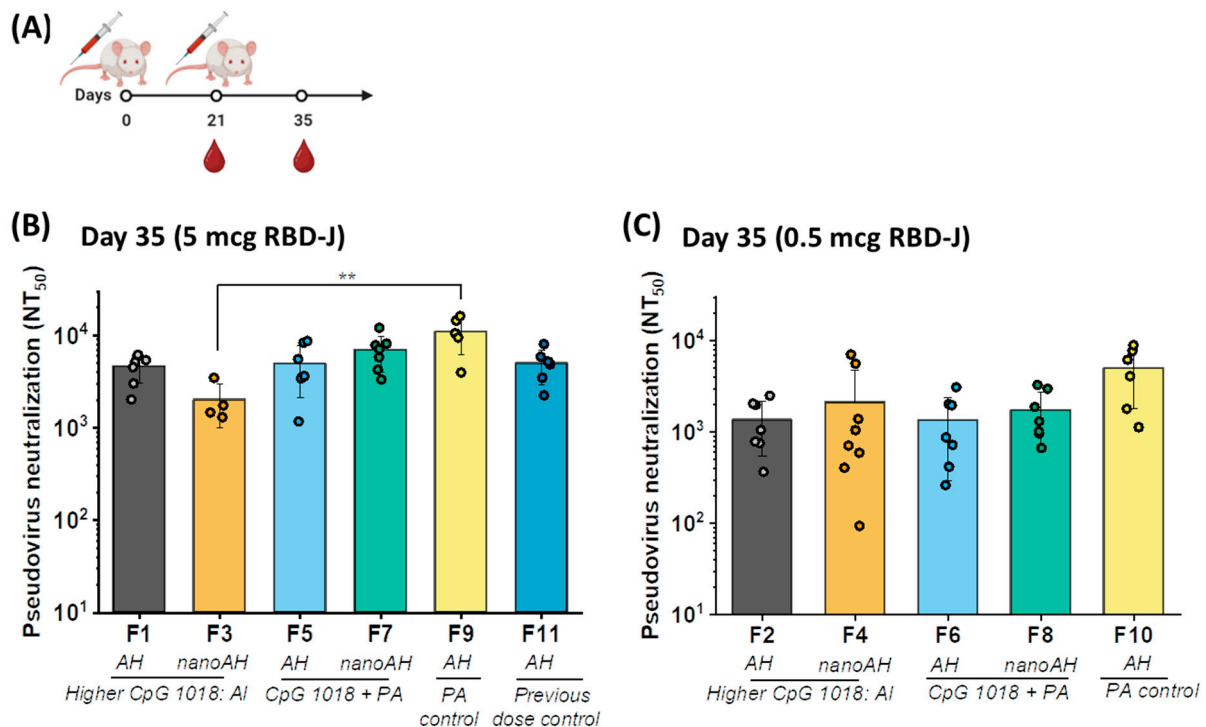 (A)
Days
0
21
35
(B)
Day 35 (5 mcg RBD-J)
Pseudovirus neutralization (NT50)
10^4
10^3
10^2
10^1
**
F1
F3
F5
F7
F9
F11
AH
nanoAH
AH
nanoAH
AH
AH
Higher CpG 1018: Al
CpG 1018 + PA
PA
control
Previous
dose control
(C)
Day 35 (0.5 mcg RBD-J)
Pseudovirus neutralization (NT50)
10^4
10^3
10^2
10^1
F2
F4
F6
F8
F10
AH
nanoAH
AH
nanoAH
AH
Higher CpG 1018: Al
CpG 1018 + PA
PA control